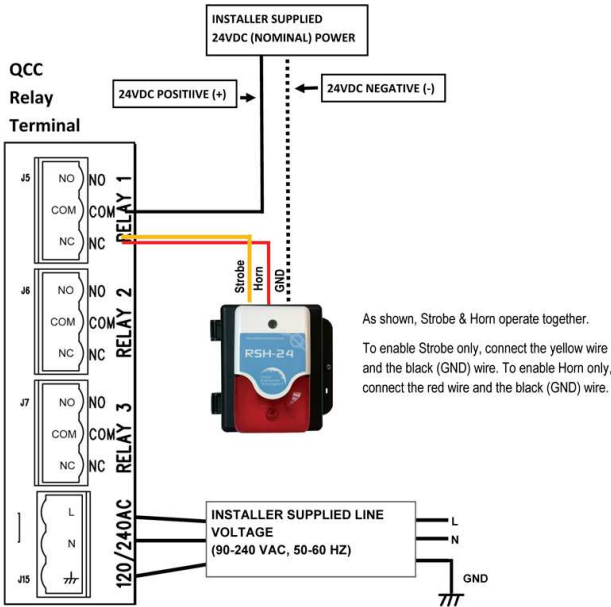 INSTALLER SUPPLIED
24VDC (NOMINAL) POWER
QCC
Relay
Terminal
24VDC POSITIIVE (+)
24VDC NEGATIVE (-)
J5
NO
COM
NC
NO
COM
NC
RELAY 1
Strobe
Horn
GND
J6
NO
COM
NC
NO
COM
NC
RELAY 2
RSH-24
As shown, Strobe & Horn operate together.
To enable Strobe only, connect the yellow wire
and the black (GND) wire. To enable Horn only,
connect the red wire and the black (GND) wire.
J7
NO
COM
NC
NO
COM
NC
RELAY 3
L
N
J15
120/240AC
INSTALLER SUPPLIED LINE
VOLTAGE
(90-240 VAC, 50-60 HZ)
L
N
GND